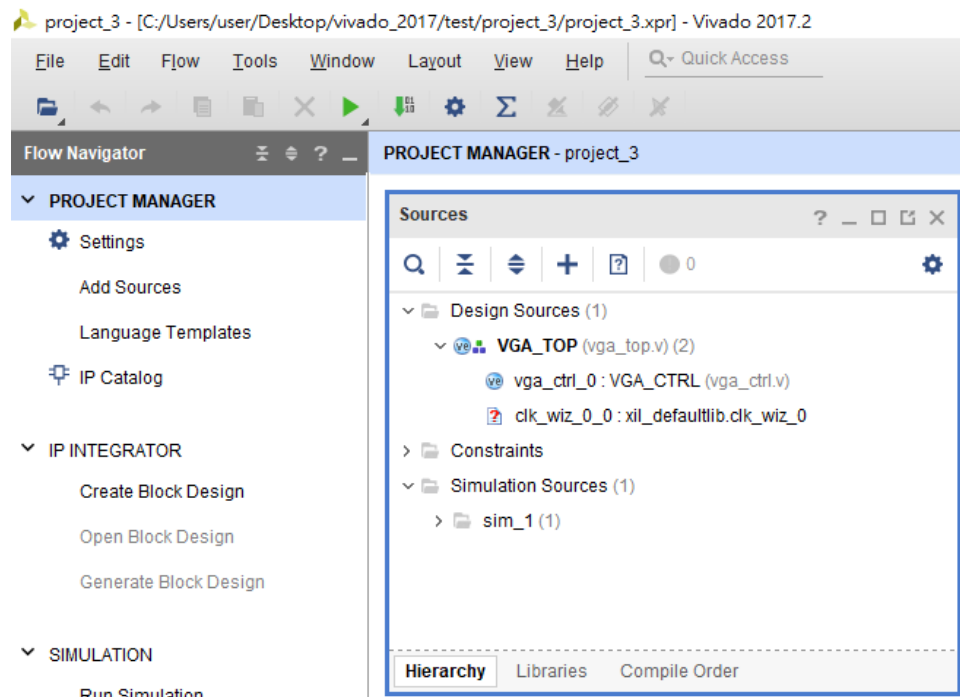 project_3 - [C:/Users/user/Desktop/vivado_2017/test/project_3/project_3.xpr] - Vivado 2017.2
File Edit Flow Tools Window Layout View Help Quick Access
Flow Navigator ? PROJECT MANAGER - project_3
PROJECT MANAGER
Settings
Add Sources
Language Templates
IP Catalog
IP INTEGRATOR
Create Block Design
Open Block Design
Generate Block Design
SIMULATION
Run Simulation
Sources ?
0
Design Sources (1)
VGA_TOP (vga_top.v) (2)
vga_ctrl_0 : VGA_CTRL (vga_ctrl.v)
clk_wiz_0_0 : xil_defaultlib.clk_wiz_0
Constraints
Simulation Sources (1)
sim_1 (1)
Hierarchy Libraries Compile Order